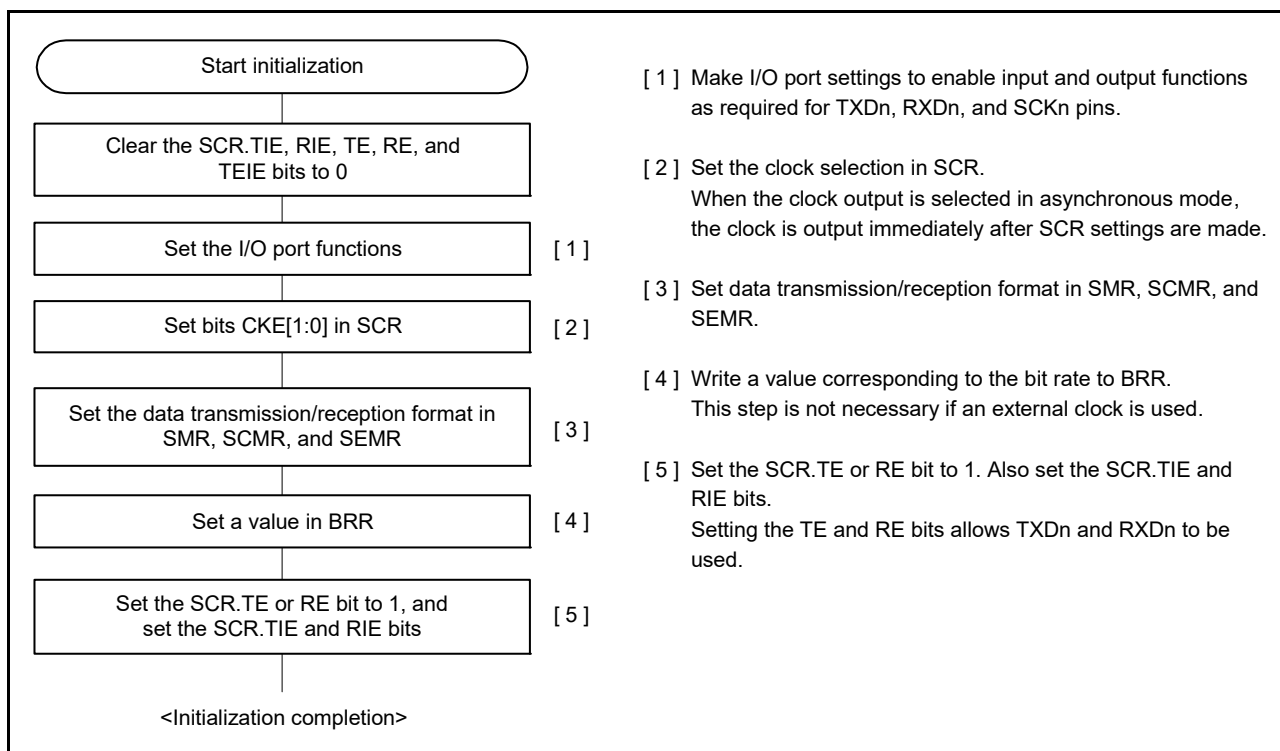 Start initialization
Clear the SCR.TIE, RIE, TE, RE, and
TEIE bits to 0
Set the I/O port functions
[ 1 ]
Set bits CKE[1:0] in SCR
[ 2 ]
Set the data transmission/reception format in
SMR, SCMR, and SEMR
[ 3 ]
Set a value in BRR
[ 4 ]
Set the SCR.TE or RE bit to 1, and
set the SCR.TIE and RIE bits
[ 5 ]
<Initialization completion>
[ 1 ] Make I/O port settings to enable input and output functions
as required for TXDn, RXDn, and SCKn pins.
[ 2 ] Set the clock selection in SCR.
When the clock output is selected in asynchronous mode,
the clock is output immediately after SCR settings are made.
[ 3 ] Set data transmission/reception format in SMR, SCMR, and
SEMR.
[ 4 ] Write a value corresponding to the bit rate to BRR.
This step is not necessary if an external clock is used.
[ 5 ] Set the SCR.TE or RE bit to 1. Also set the SCR.TIE and
RIE bits.
Setting the TE and RE bits allows TXDn and RXDn to be
used.